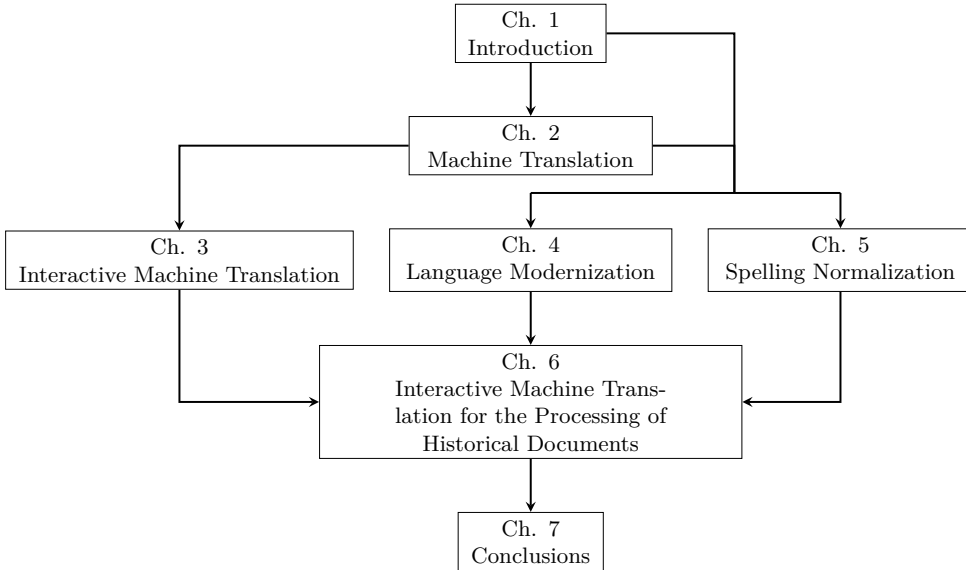 Ch. 1
Introduction
Ch. 2
Machine Translation
Ch. 3
Interactive Machine Translation
Ch. 4
Language Modernization
Ch. 5
Spelling Normalization
Ch. 6
Interactive Machine Trans-
lation for the Processing of
Historical Documents
Ch. 7
Conclusions